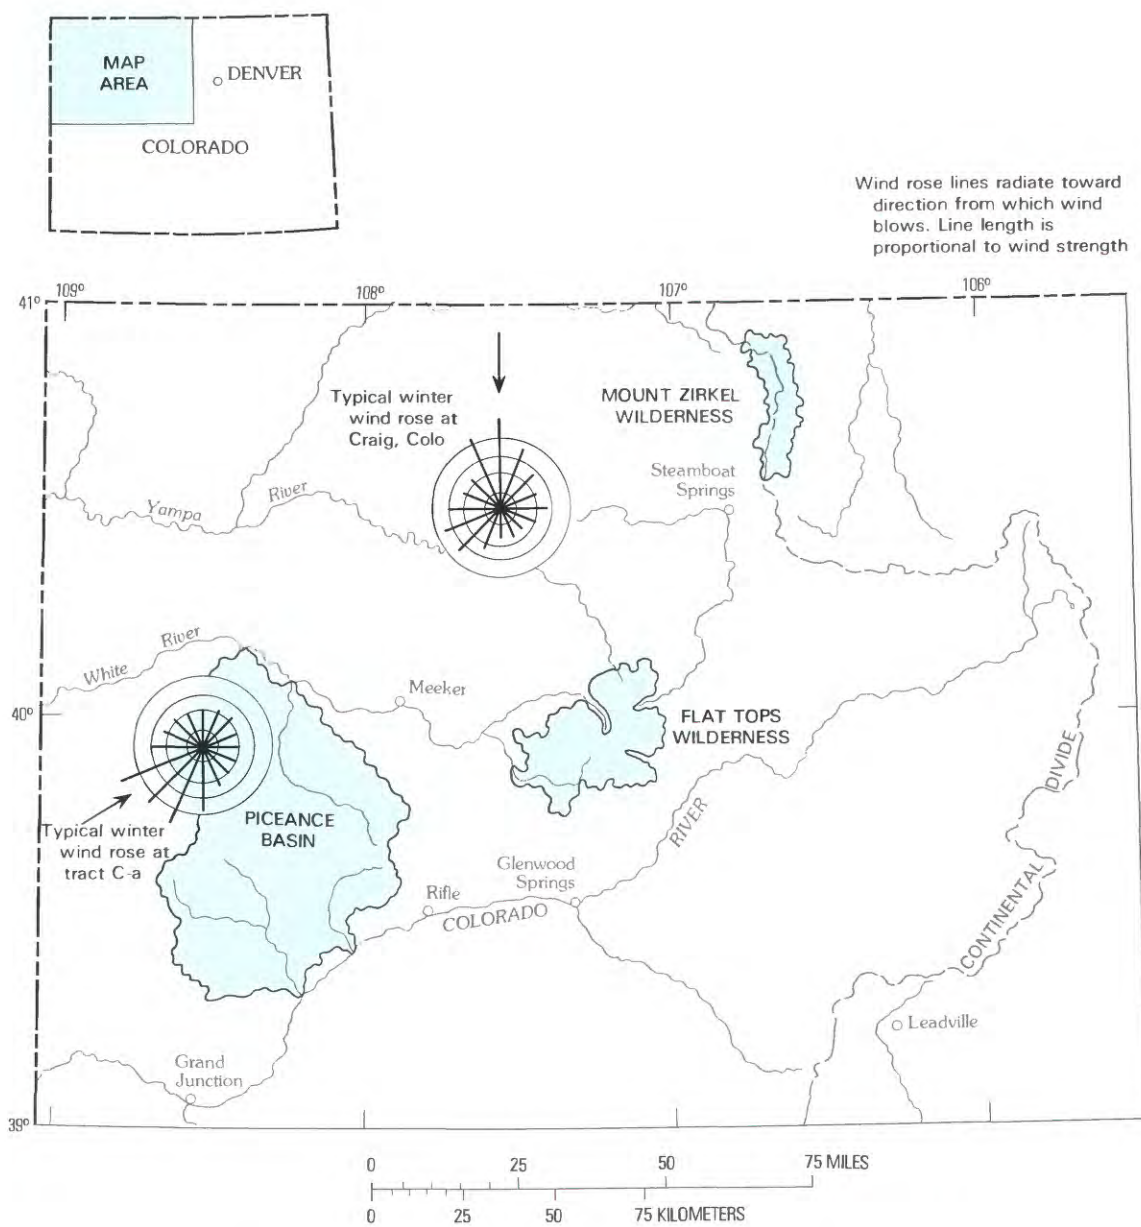 MAP
AREA
DENVER
COLORADO
Wind rose lines radiate toward
direction from which wind
blows. Line length is
proportional to wind strength
41°
109°
108°
107°
106°
Typical winter
wind rose at
Craig, Colo
MOUNT ZIRKEL
WILDERNESS
Steamboat
Springs
Yampa
River
White
River
Meeker
40°
FLAT TOPS
WILDERNESS
PICEANCE
BASIN
Typical winter
wind rose at
tract C-a
Glenwood
Springs
Rifle
COLORADO
RIVER
CONTINENTAL
DIVIDE
Leadville
Grand
Junction
39°
0 25 50 75 MILES
0 25 50 75 KILOMETERS